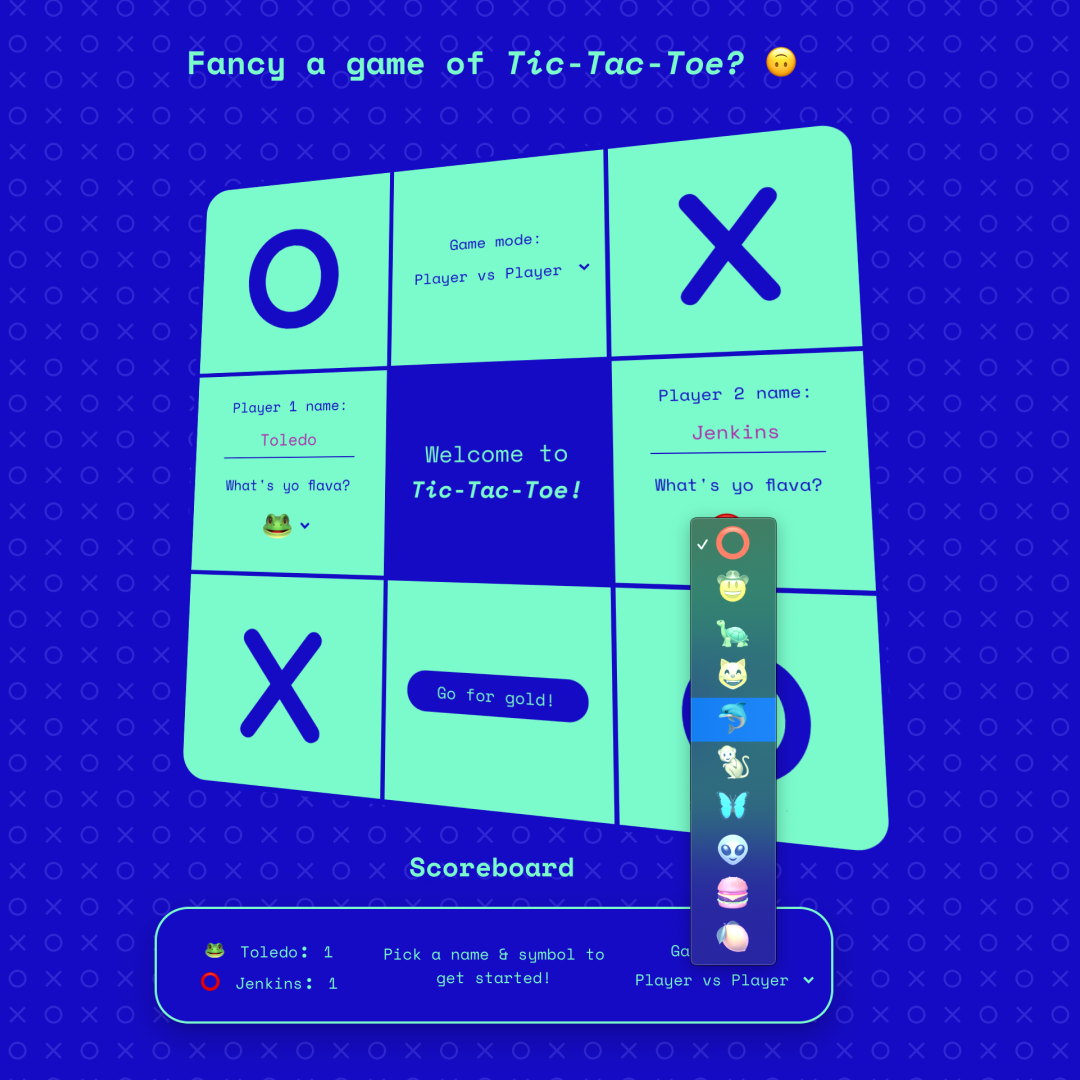 Fancy a game of Tic-Tac-Toe? 🙃
O
Game mode:
Player vs Player
X
Player 1 name:
Toledo
What's yo flava?
Welcome to
Tic-Tac-Toe!
Player 2 name:
Jenkins
What's yo flava?
X
Go for gold!
O
Scoreboard
Toledo: 1
Jenkins: 1
Pick a name & symbol to
get started!
Ga
Player vs Player